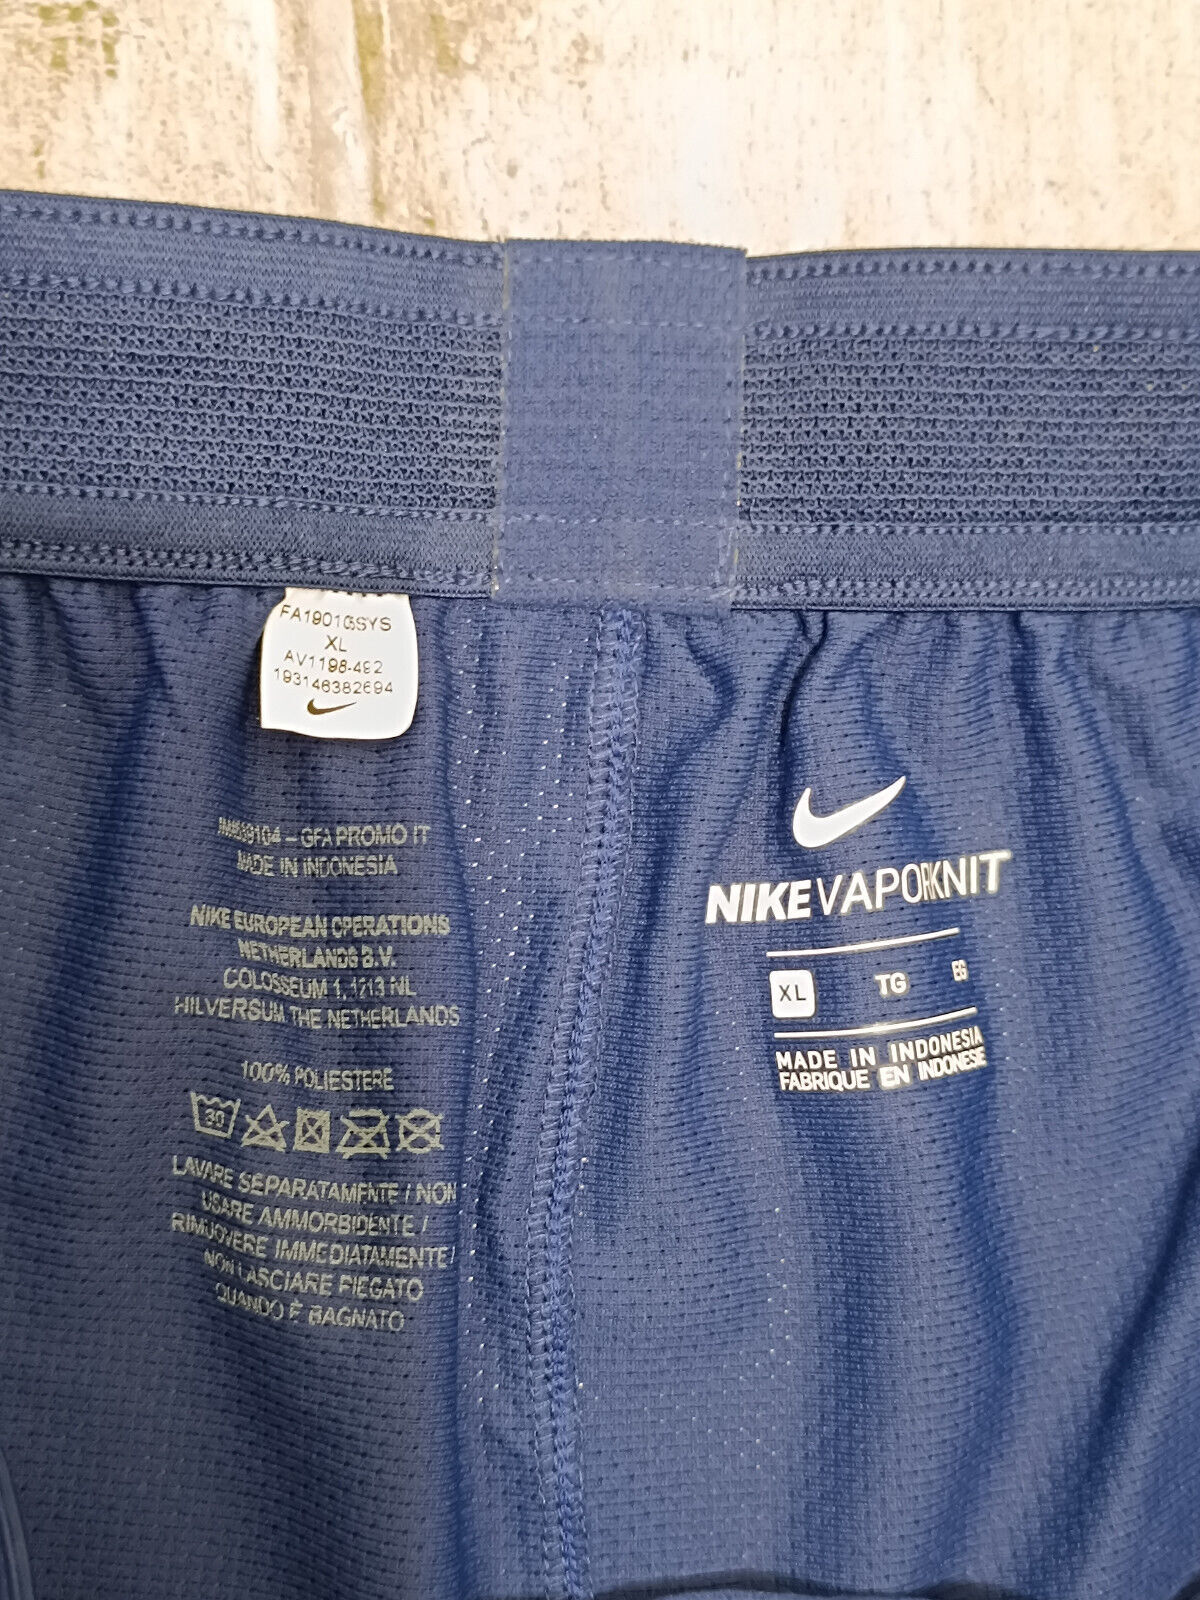 FA1901GSYS
XL
AV1198-492
193146382694
GFA PROMO IT
MADE IN INDONESIA
NIKE EUROPEAN OPERATIONS
NETHERLANDS B.V.
COLOSSEUM 1, 1213 NL
HILVERSUM THE NETHERLANDS
100% POLIESTERE
30
LAVARE SEPARATAMENTE / NON
USARE AMMORBIDENTE /
RIMUOVERE IMMEDIATAMENTE/
NON LASCIARE PIEGATO
QUANDO È BAGNATO
NIKE VAPORKNIT
XL TG EG
MADE IN INDONESIA
FABRIQUE EN INDONESIE